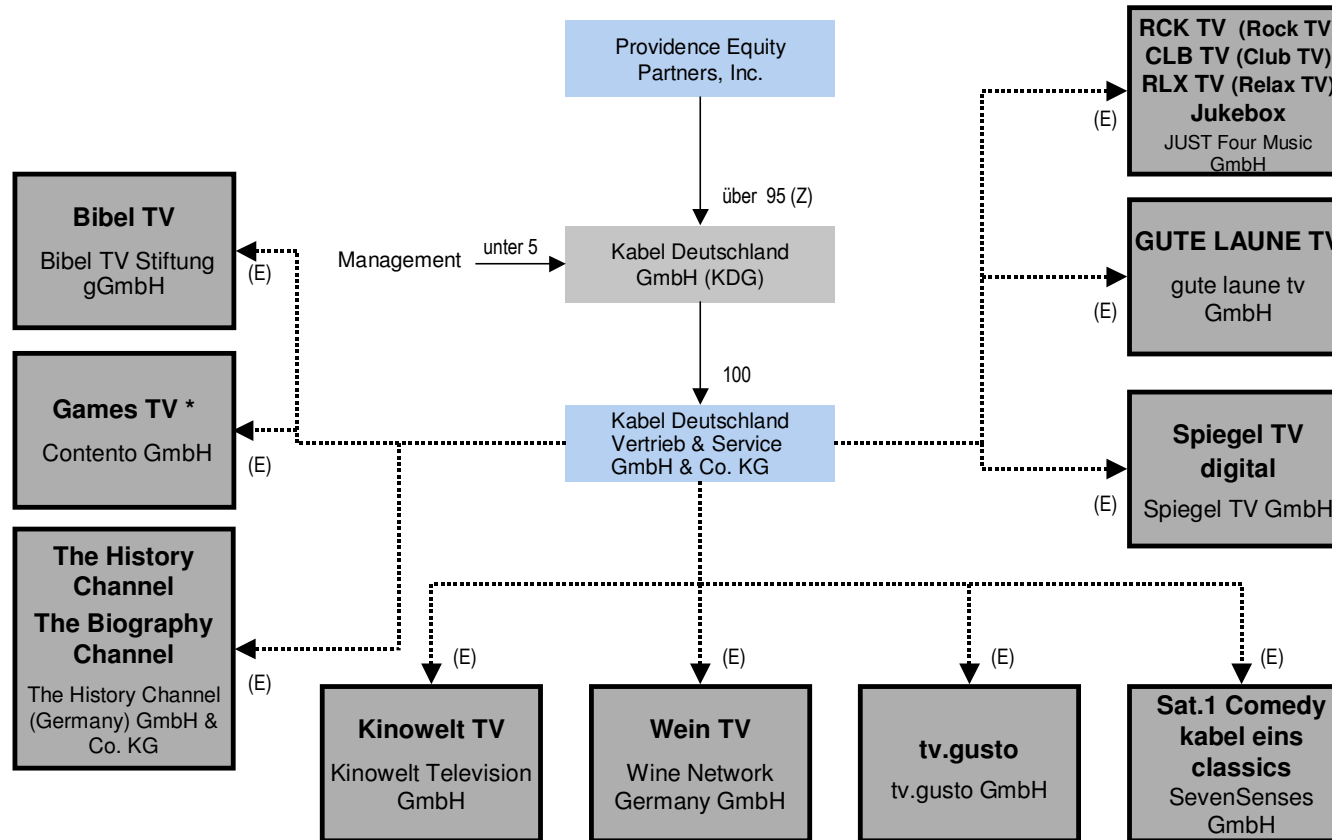 Providence Equity
Partners, Inc.
über 95 (Z)
Management
unter 5
Kabel Deutschland
GmbH (KDG)
100
Kabel Deutschland
Vertrieb & Service
GmbH & Co. KG
Bibel TV
Bibel TV Stiftung
gGmbH
(E)
Games TV *
Contento GmbH
(E)
The History
Channel
The Biography
Channel
The History Channel
(Germany) GmbH &
Co. KG
(E)
Kinowelt TV
Kinowelt Television
GmbH
(E)
Wein TV
Wine Network
Germany GmbH
(E)
tv.gusto
tv.gusto GmbH
(E)
Sat.1 Comedy
kabel eins
classics
SevenSenses
GmbH
(E)
RCK TV (Rock TV
CLB TV (Club TV)
RLX TV (Relax TV)
Jukebox
JUST Four Music
GmbH
(E)
GUTE LAUNE TV
gute laune tv
GmbH
(E)
Spiegel TV
digital
Spiegel TV GmbH
(E)